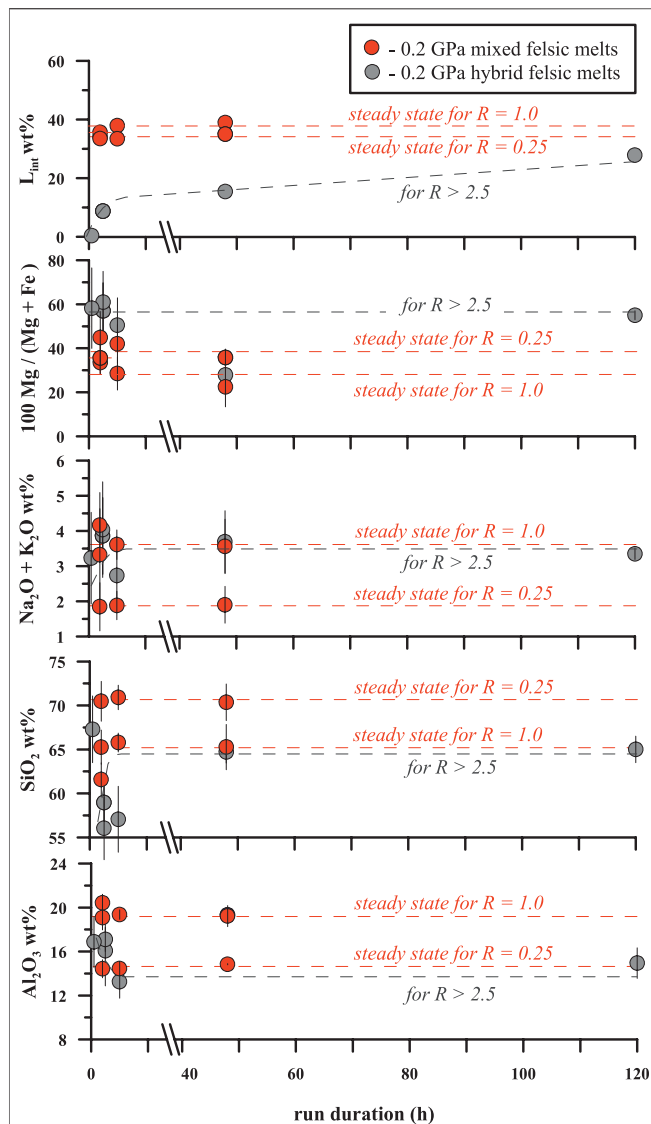 - 0.2 GPa mixed felsic melts
- 0.2 GPa hybrid felsic melts
60
40
20
0
L_int wt%
steady state for R = 1.0
steady state for R = 0.25
for R > 2.5
100
80
60
40
20
0
100 Mg / (Mg + Fe )
for R > 2.5
steady state for R = 0.25
steady state for R = 1.0
6
5
4
3
2
1
Na₂O + K₂O wt%
steady state for R = 1.0
for R > 2.5
steady state for R = 0.25
75
70
65
60
55
SiO₂ wt%
steady state for R = 0.25
steady state for R = 1.0
for R > 2.5
24
20
16
12
8
Al₂O₃ wt%
steady state for R = 1.0
steady state for R = 0.25
for R > 2.5
0 40 60 80 100 120
run duration (h)